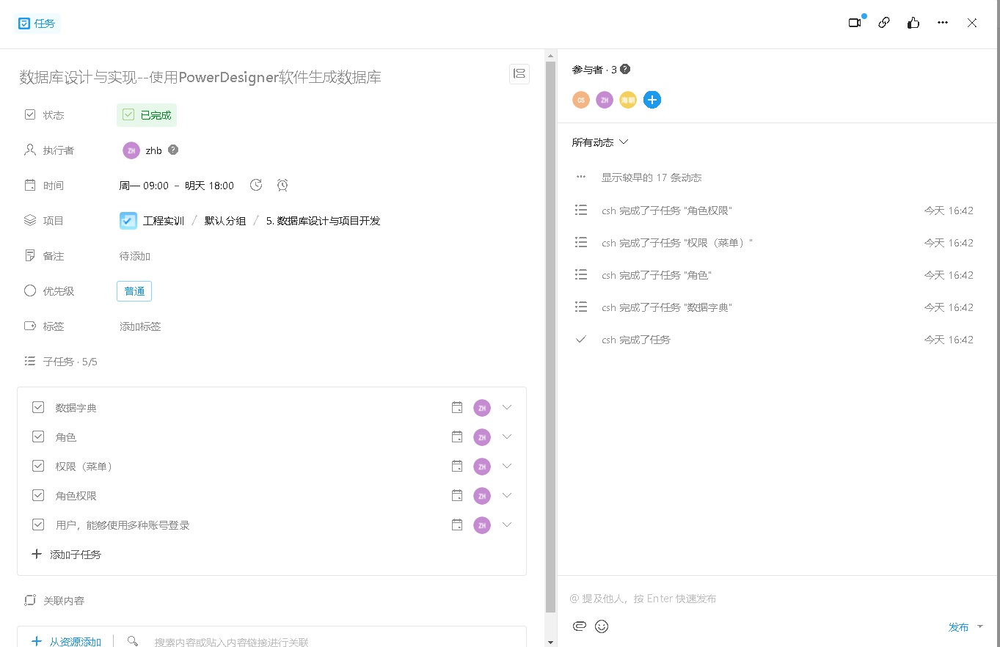 任务
数据库设计与实现--使用PowerDesigner软件生成数据库
状态 已完成
执行者 ZH zhb
时间 周一 09:00 – 明天 18:00
项目 工程实训 / 默认分组 / 5. 数据库设计与项目开发
备注 待添加
优先级 普通
标签 添加标签
子任务 · 5/5
数据字典 ZH
角色 ZH
权限（菜单） ZH
角色权限 ZH
用户，能够使用多种账号登录 ZH
添加子任务
关联内容
从资源添加 搜索内容或贴入内容链接进行关联
参与者 · 3
CS ZH
所有动态
显示较早的 17 条动态
csh 完成了子任务 "角色权限" 今天 16:42
csh 完成了子任务 "权限（菜单）" 今天 16:42
csh 完成了子任务 "角色" 今天 16:42
csh 完成了子任务 "数据字典" 今天 16:42
csh 完成了任务 今天 16:42
@ 提及他人，按 Enter 快速发布
发布